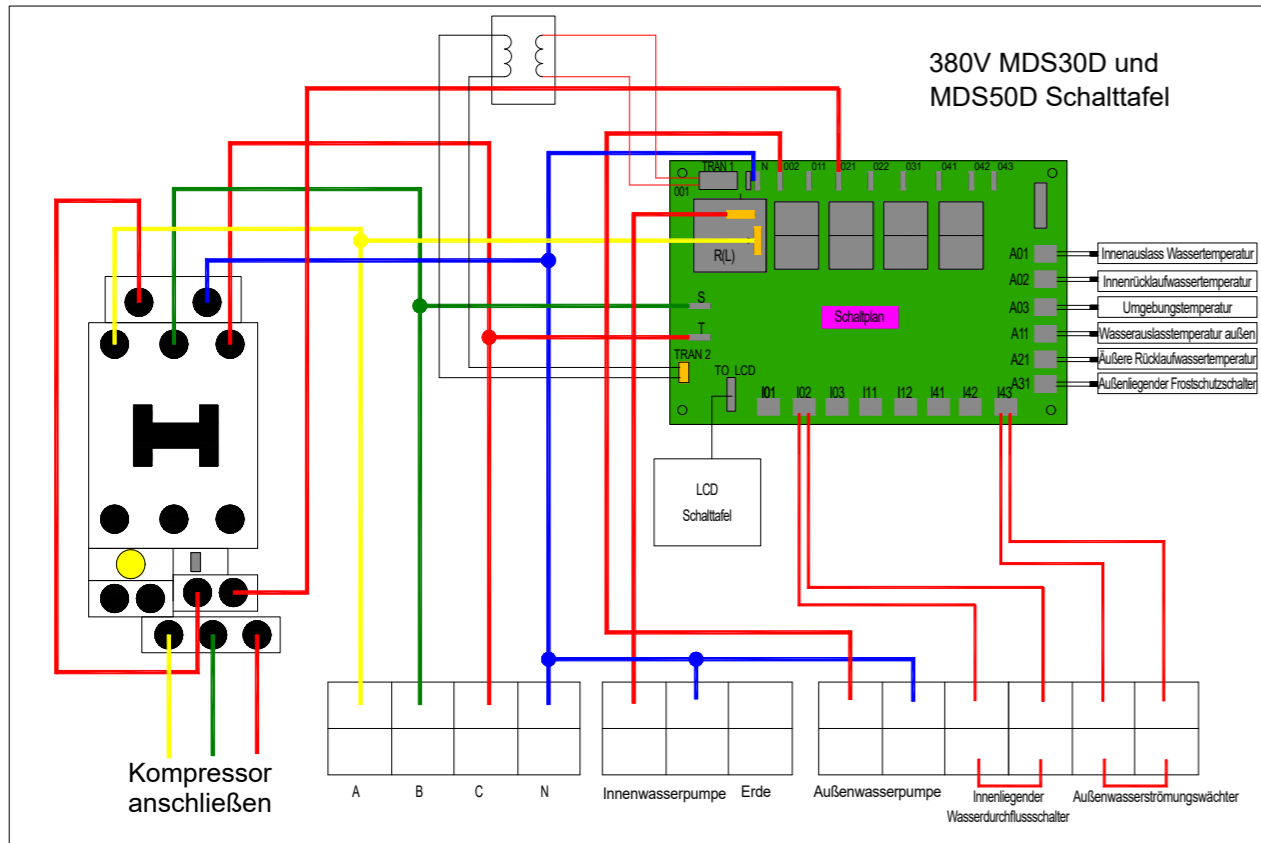 380V MDS30D und
MDS50D Schalttafel
TRAN 1
N
002
011
021
022
031
041
042
043
001
R(L)
S
T
TRAN 2
TO LCD
Schaltplan
A01
Innenauslass Wassertemperatur
A02
Innenrücklaufwassertemperatur
A03
Umgebungstemperatur
A11
Wasserauslasstemperatur außen
A21
Äußere Rücklaufwassertemperatur
A31
Außenliegender Frostschutzschalter
I01
I02
I03
I11
I12
I41
I42
I43
LCD
Schalttafel
Kompressor
anschließen
A
B
C
N
Innenwasserpumpe
Erde
Außenwasserpumpe
Innenliegender
Wasserdurchflussschalter
Außenwasserströmungswächter